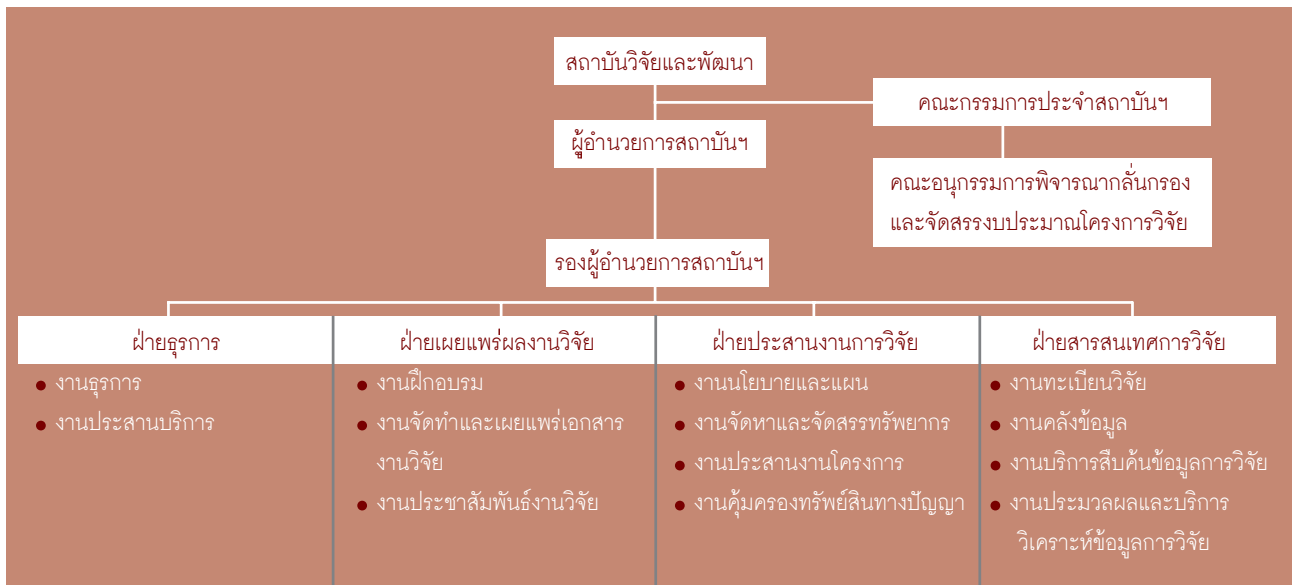 สถาบันวิจัยและพัฒนา
คณะกรรมการประจำสถาบันฯ
ผู้อำนวยการสถาบันฯ
คณะอนุกรรมการพิจารณากลั่นกรอง
และจัดสรรงบประมาณโครงการวิจัย
รองผู้อำนวยการสถาบันฯ
ฝ่ายธุรการ
● งานธุรการ
● งานประสานบริการ
ฝ่ายเผยแพร่ผลงานวิจัย
● งานฝึกอบรม
● งานจัดทำและเผยแพร่เอกสาร
งานวิจัย
● งานประชาสัมพันธ์งานวิจัย
ฝ่ายประสานงานการวิจัย
● งานนโยบายและแผน
● งานจัดหาและจัดสรรทรัพยากร
● งานประสานงานโครงการ
● งานคุ้มครองทรัพย์สินทางปัญญา
ฝ่ายสารสนเทศการวิจัย
● งานทะเบียนวิจัย
● งานคลังข้อมูล
● งานบริการสืบค้นข้อมูลการวิจัย
● งานประมวลผลและบริการ
วิเคราะห์ข้อมูลการวิจัย